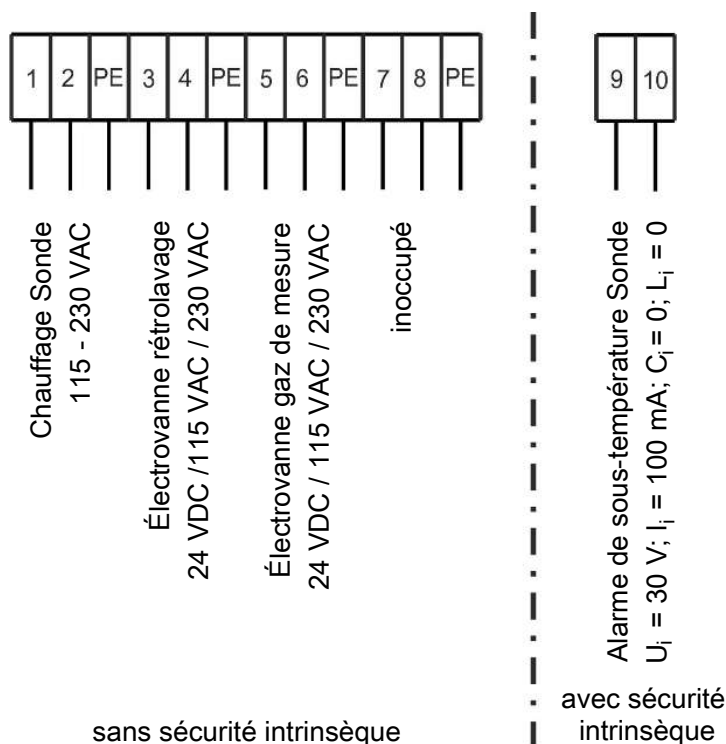 1 2 PE 3 4 PE 5 6 PE 7 8 PE
9 10
Chauffage Sonde
115 - 230 VAC
Électrovanne rétrolavage
24 VDC /115 VAC / 230 VAC
Électrovanne gaz de mesure
24 VDC / 115 VAC / 230 VAC
inoccupé
Alarme de sous-température Sonde
Ui = 30 V; Ii = 100 mA; Ci = 0; Li = 0
sans sécurité intrinsèque
avec sécurité
intrinsèque